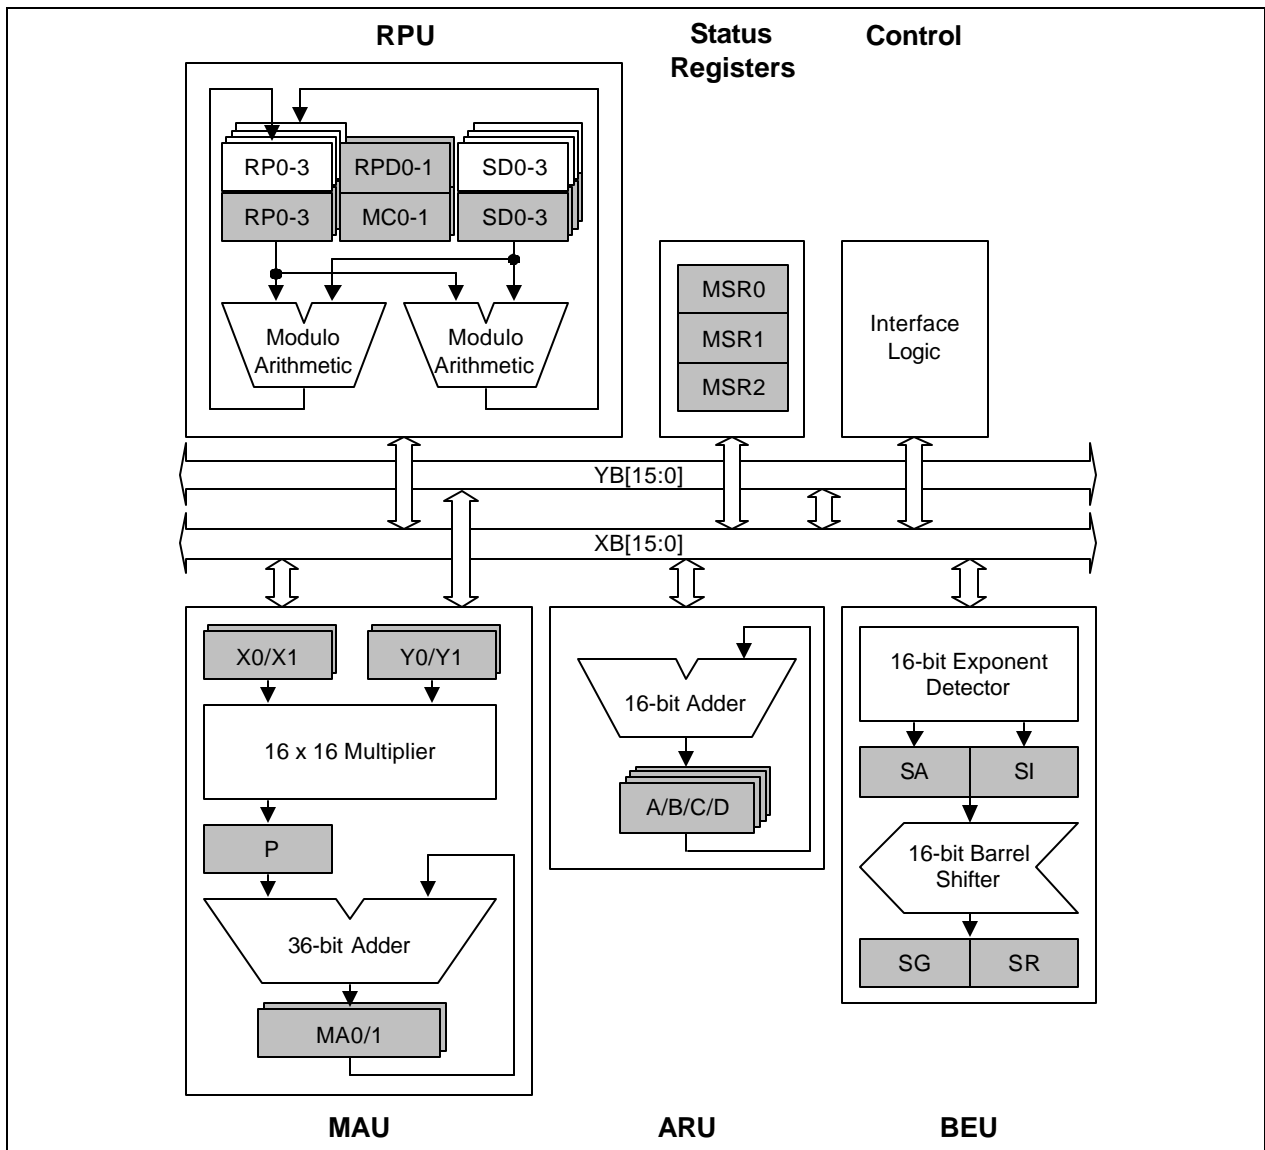 RPU
Status
Registers
Control
RP0-3
RPD0-1
SD0-3
RP0-3
MC0-1
SD0-3
Modulo
Arithmetic
Modulo
Arithmetic
MSR0
MSR1
MSR2
Interface
Logic
YB[15:0]
XB[15:0]
X0/X1
Y0/Y1
16 x 16 Multiplier
P
36-bit Adder
MA0/1
16-bit Adder
A/B/C/D
16-bit Exponent
Detector
SA
SI
16-bit Barrel
Shifter
SG
SR
MAU
ARU
BEU